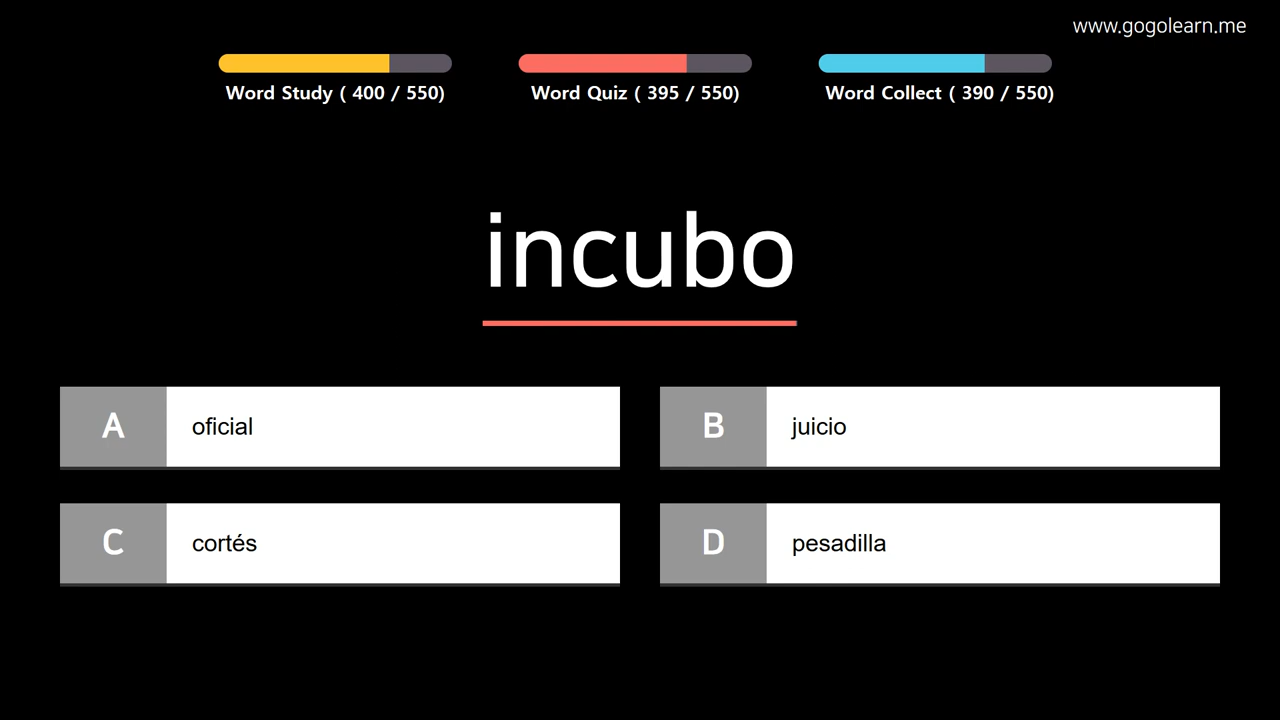 www.gogolearn.me
Word Study ( 400 / 550)
Word Quiz ( 395 / 550)
Word Collect ( 390 / 550)
incubo
A oficial
B juicio
C cortés
D pesadilla